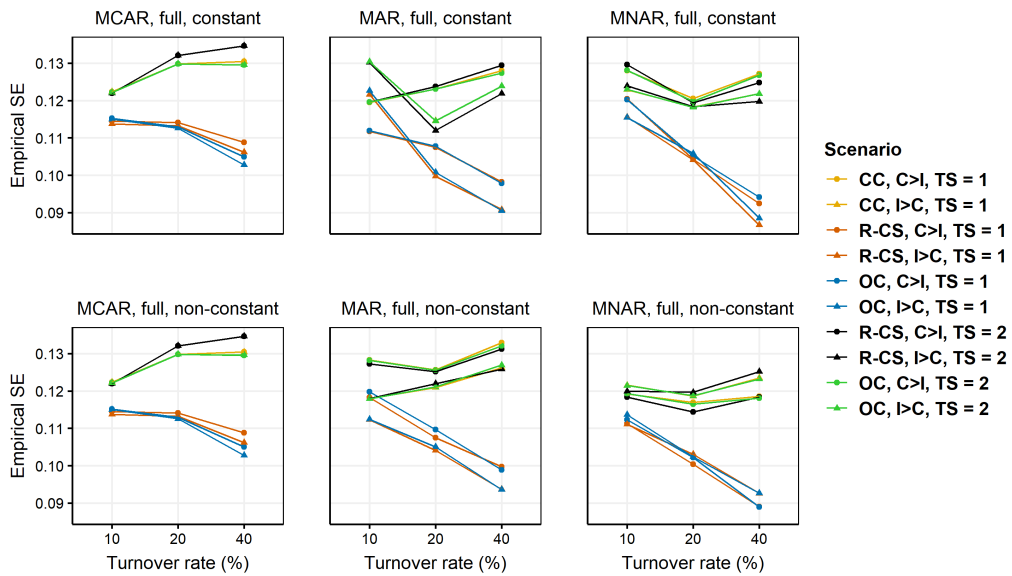 MCAR, full, constant
MAR, full, constant
MNAR, full, constant
Empirical SE
0.13
0.12
0.11
0.10
0.09
MCAR, full, non-constant
MAR, full, non-constant
MNAR, full, non-constant
Empirical SE
0.13
0.12
0.11
0.10
0.09
10 20 40
10 20 40
10 20 40
Turnover rate (%)
Turnover rate (%)
Turnover rate (%)
Scenario
CC, C>I, TS = 1
CC, I>C, TS = 1
R-CS, C>I, TS = 1
R-CS, I>C, TS = 1
OC, C>I, TS = 1
OC, I>C, TS = 1
R-CS, C>I, TS = 2
R-CS, I>C, TS = 2
OC, C>I, TS = 2
OC, I>C, TS = 2